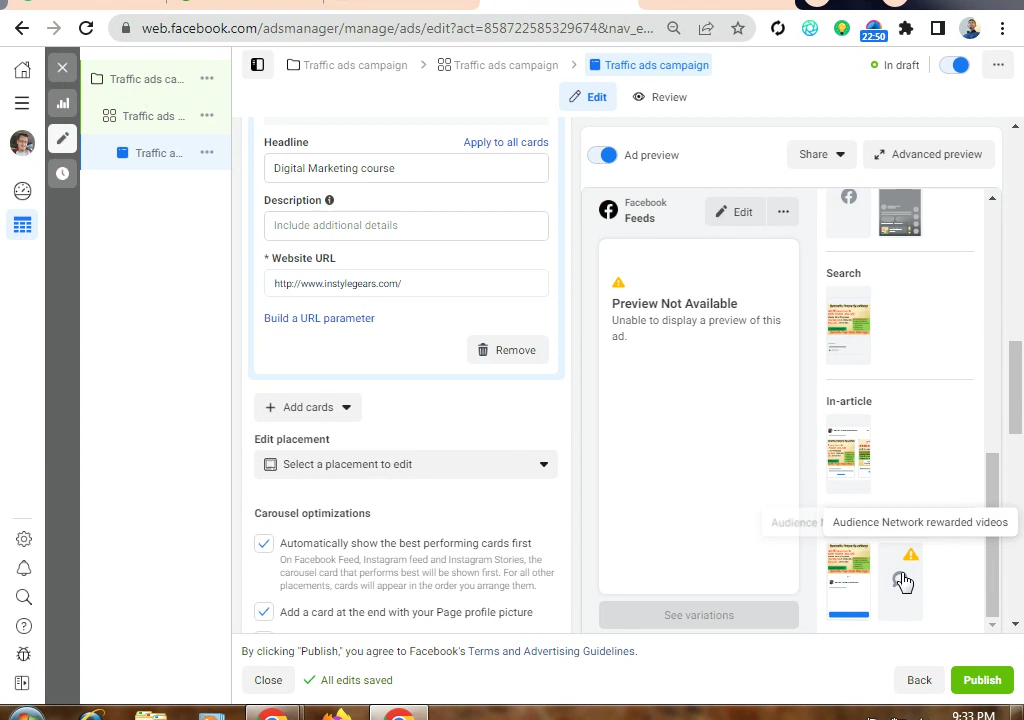 web.facebook.com/adsmanager/manage/ads/edit?act=858722585329674&nav_e...
22:50
Traffic ads ca...
Traffic ads ...
Traffic a...
Traffic ads campaign
Traffic ads campaign
Traffic ads campaign
In draft
Edit
Review
Headline
Apply to all cards
Digital Marketing course
Description
Include additional details
* Website URL
http://www.instylegears.com/
Build a URL parameter
Remove
Add cards
Edit placement
Select a placement to edit
Carousel optimizations
Automatically show the best performing cards first
On Facebook Feed, Instagram feed and Instagram Stories, the
carousel card that performs best will be shown first. For all other
placements, cards will appear in the order you arrange them.
Add a card at the end with your Page profile picture
Ad preview
Share
Advanced preview
Facebook
Feeds
Edit
Preview Not Available
Unable to display a preview of this
ad.
See variations
Search
In-article
Audience N
Audience Network rewarded videos
By clicking "Publish," you agree to Facebook's Terms and Advertising Guidelines.
Close
All edits saved
Back
Publish
9:33 PM